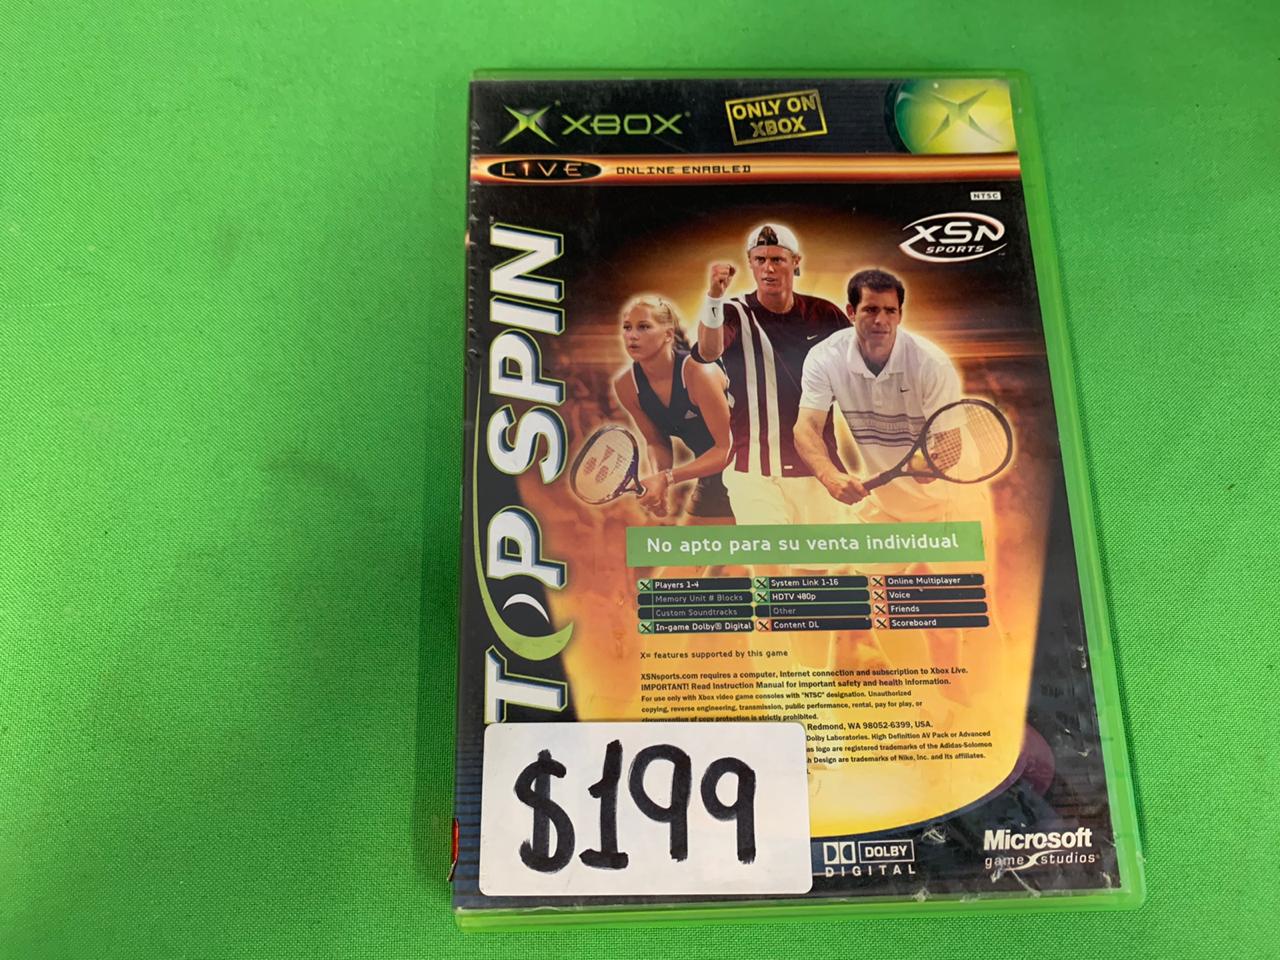 XBOX
ONLY ON
XBOX
LIVE ONLINE ENABLED
NTSC
XSN
SPORTS
TOP SPIN
No apto para su venta individual
Players 1-4
System Link 1-16
Online Multiplayer
Memory Unit # Blocks
HDTV 480p
Voice
Custom Soundtracks
Other
Friends
In-game Dolby® Digital
Content DL
Scoreboard
X= features supported by this game
XSNsports.com requires a computer, Internet connection and subscription to Xbox Live.
IMPORTANT! Read Instruction Manual for important safety and health information.
For use only with Xbox video game consoles with "NTSC" designation. Unauthorized
copying, reverse engineering, transmission, public performance, rental, pay for play, or
circumvention of copy protection is strictly prohibited.
Redmond, WA 98052-6399, USA.
Dolby Laboratories. High Definition AV Pack or Advanced
logo are registered trademarks of the Adidas-Salomon
Design are trademarks of Nike, Inc. and its affiliates.
$199
DOLBY
DIGITAL
Microsoft
game studios